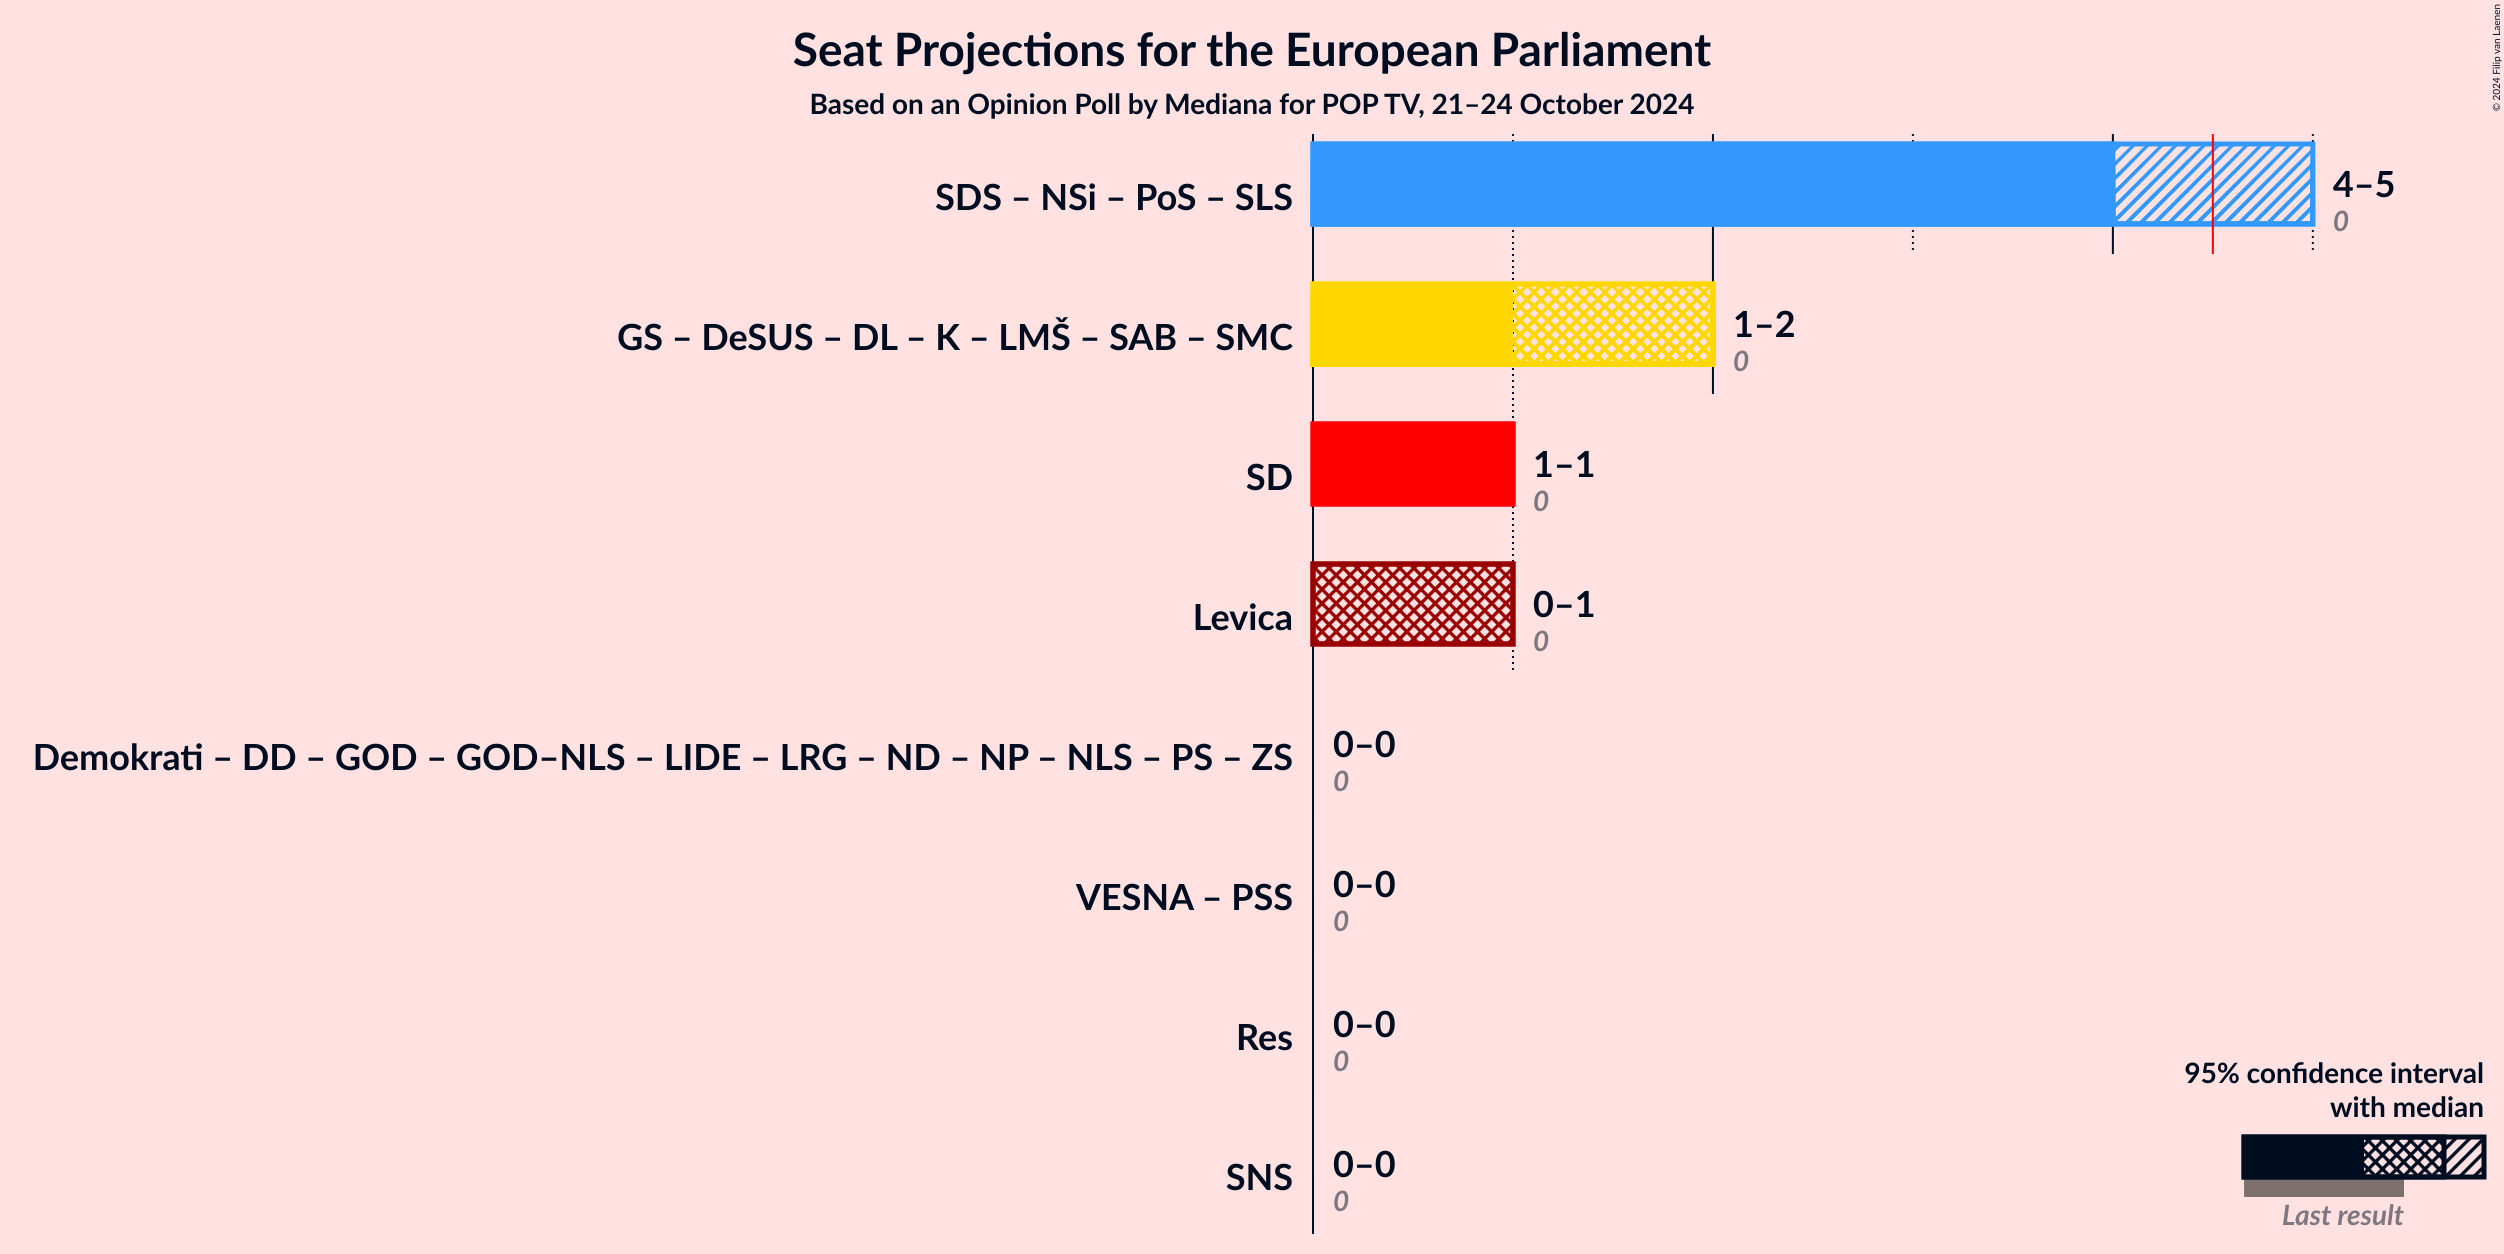 Seat Projections for the European Parliament
Based on an Opinion Poll by Mediana for POP TV, 21–24 October 2024
© 2024 Filip van Laenen
SDS – NSi – PoS – SLS
4–5
0
GS – DeSUS – DL – K – LMŠ – SAB – SMC
1–2
0
SD
1–1
0
Levica
0–1
0
Demokrati – DD – GOD – GOD–NLS – LIDE – LRG – ND – NP – NLS – PS – ZS
0–0
0
VESNA – PSS
0–0
0
Res
0–0
0
SNS
0–0
0
95% confidence interval
with median
Last result